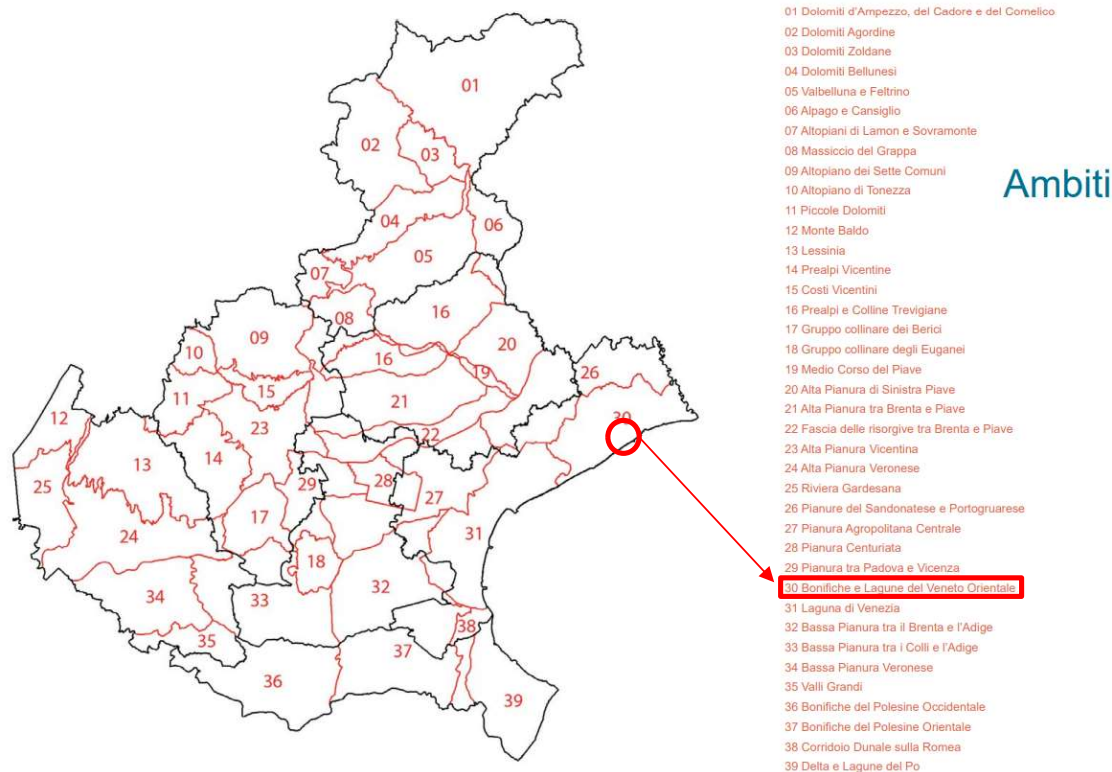 01
02
03
04
06
05
07
08
16
09
10
16
20
19
26
15
11
21
30
12
23
22
13
14
29
28
25
27
17
31
24
18
32
34
33
38
35
37
36
39
01 Dolomiti d'Ampezzo, del Cadore e del Comelico
02 Dolomiti Agordine
03 Dolomiti Zoldane
04 Dolomiti Bellunesi
05 Valbelluna e Feltrino
06 Alpago e Cansiglio
07 Altopiani di Lamon e Sovramonte
08 Massiccio del Grappa
09 Altopiano dei Sette Comuni
10 Altopiano di Tonezza
11 Piccole Dolomiti
12 Monte Baldo
13 Lessinia
14 Prealpi Vicentine
15 Costi Vicentini
16 Prealpi e Colline Trevigiane
17 Gruppo collinare dei Berici
18 Gruppo collinare degli Euganei
19 Medio Corso del Piave
20 Alta Pianura di Sinistra Piave
21 Alta Pianura tra Brenta e Piave
22 Fascia delle risorgive tra Brenta e Piave
23 Alta Pianura Vicentina
24 Alta Pianura Veronese
25 Riviera Gardesana
26 Pianure del Sandonatese e Portogruarese
27 Pianura Agropolitana Centrale
28 Pianura Centuriata
29 Pianura tra Padova e Vicenza
30 Bonifiche e Lagune del Veneto Orientale
31 Laguna di Venezia
32 Bassa Pianura tra il Brenta e l'Adige
33 Bassa Pianura tra i Colli e l'Adige
34 Bassa Pianura Veronese
35 Valli Grandi
36 Bonifiche del Polesine Occidentale
37 Bonifiche del Polesine Orientale
38 Corridoio Dunale sulla Romea
39 Delta e Lagune del Po
Ambiti